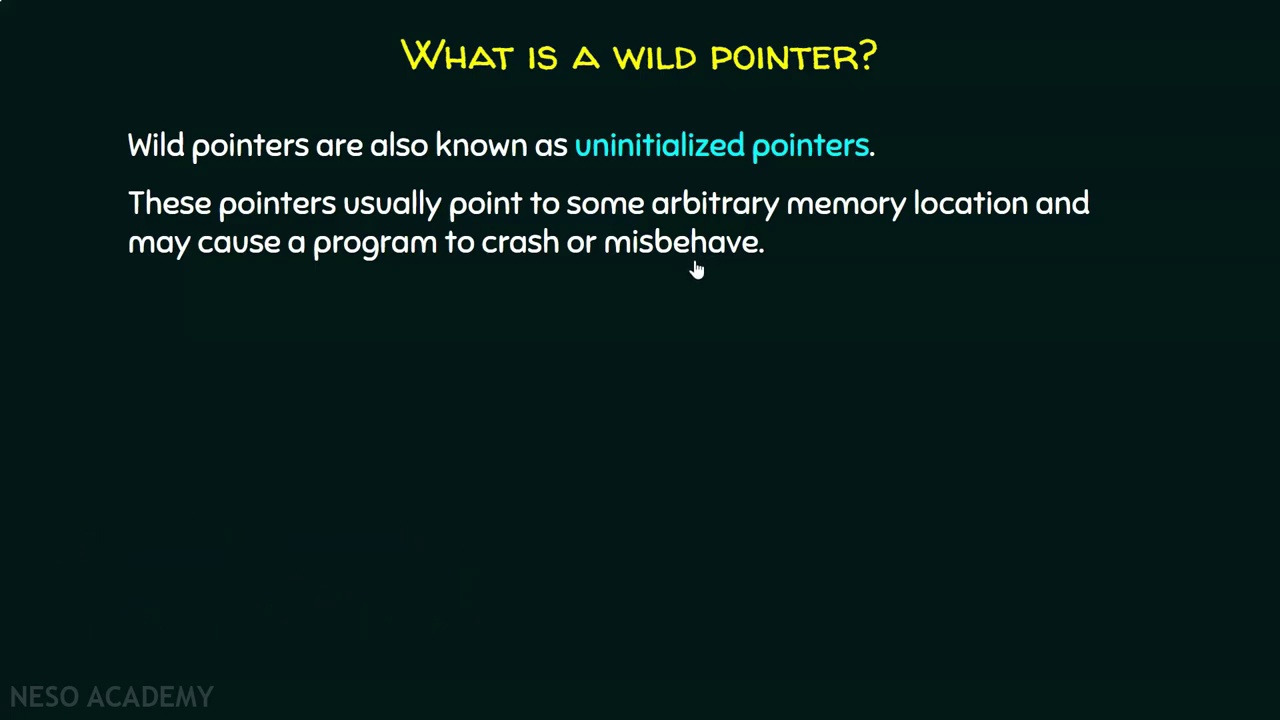 WHAT IS A WILD POINTER?
Wild pointers are also known as uninitialized pointers.
These pointers usually point to some arbitrary memory location and
may cause a program to crash or misbehave.
NESO ACADEMY